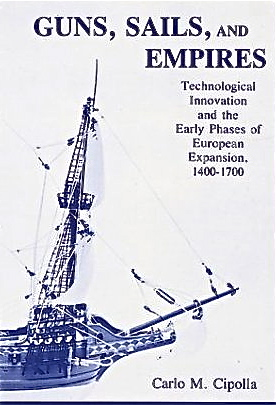 GUNS, SAILS, AND
EMPIRES
Technological
Innovation
and the
Early Phases of
European
Expansion,
1400-1700
Carlo M. Cipolla